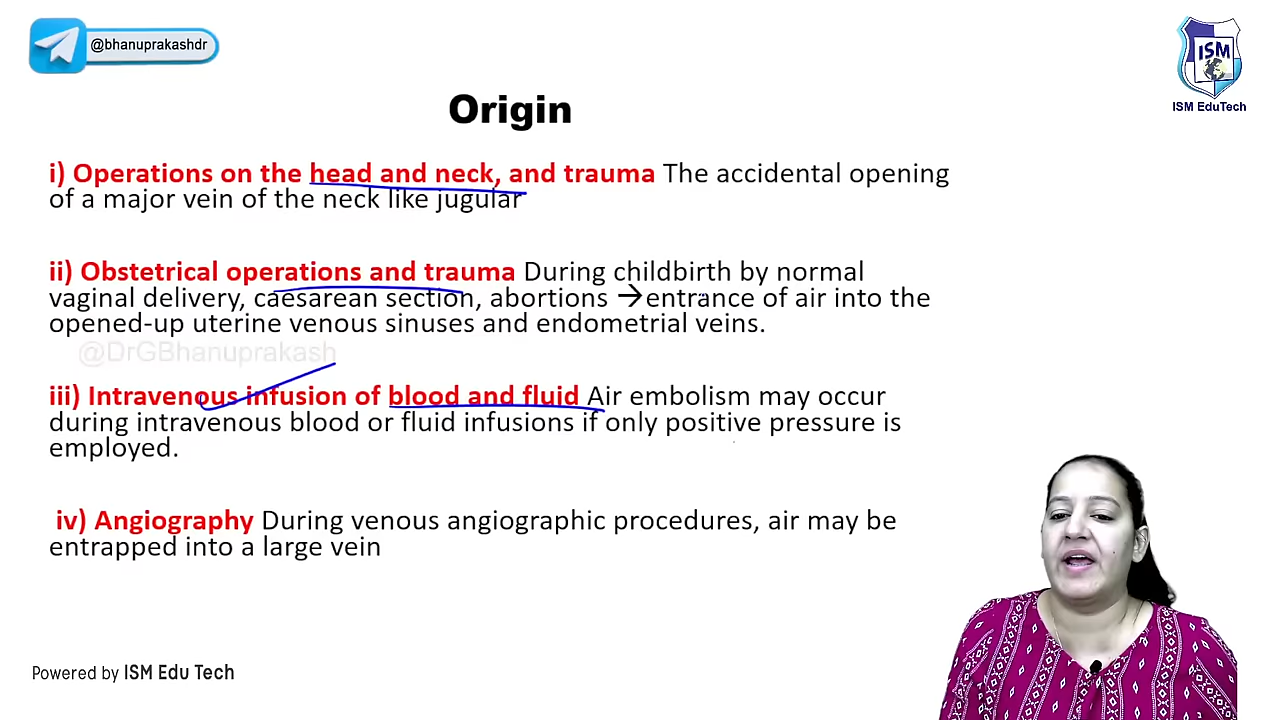 @bhanuprakashdr
ISM
ISM EduTech
Origin
i) Operations on the head and neck, and trauma The accidental opening
of a major vein of the neck like jugular
ii) Obstetrical operations and trauma During childbirth by normal
vaginal delivery, caesarean section, abortions →entrance of air into the
opened-up uterine venous sinuses and endometrial veins.
@DrGBhanuprakash
iii) Intravenous infusion of blood and fluid Air embolism may occur
during intravenous blood or fluid infusions if only positive pressure is
employed.
iv) Angiography During venous angiographic procedures, air may be
entrapped into a large vein
Powered by ISM Edu Tech